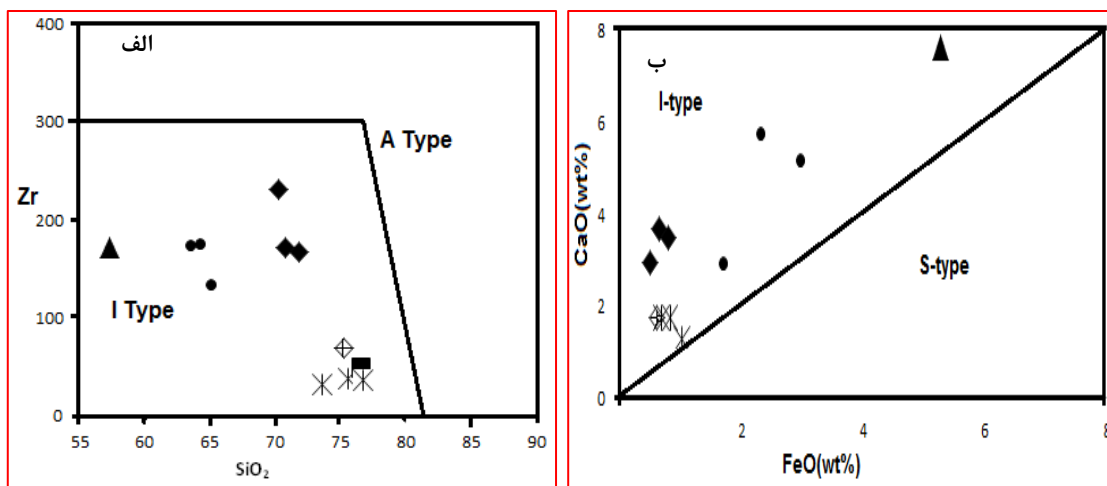 الف
400
300
200
100
0
Zr
A Type
I Type
55 60 65 70 75 80 85 90
SiO₂
ب
8
6
4
2
0
CaO(wt%)
I-type
S-type
2 4 6 8
FeO(wt%)